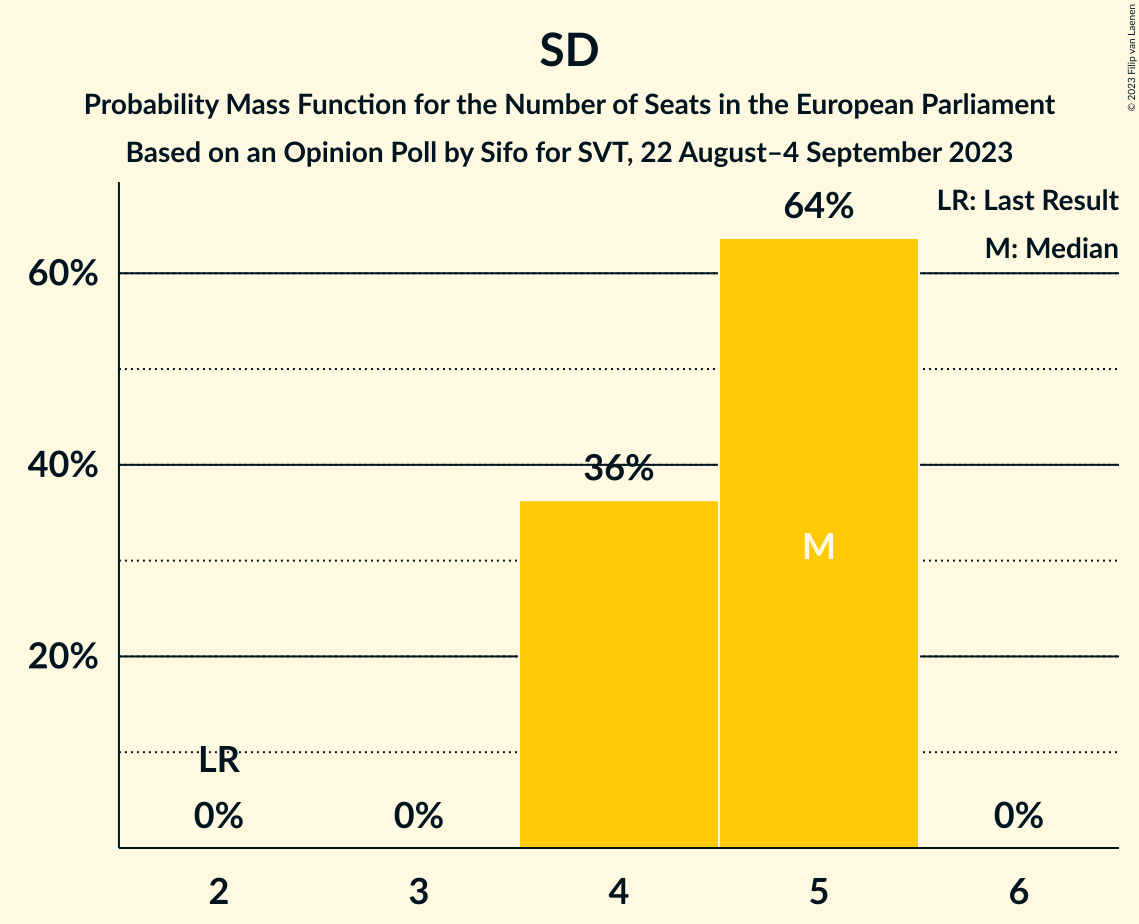 SD
Probability Mass Function for the Number of Seats in the European Parliament
Based on an Opinion Poll by Sifo for SVT, 22 August–4 September 2023
© 2023 Filip van Laenen
LR: Last Result
M: Median
64%
60%
40%
36%
M
20%
LR
0%
0%
0%
2
3
4
5
6